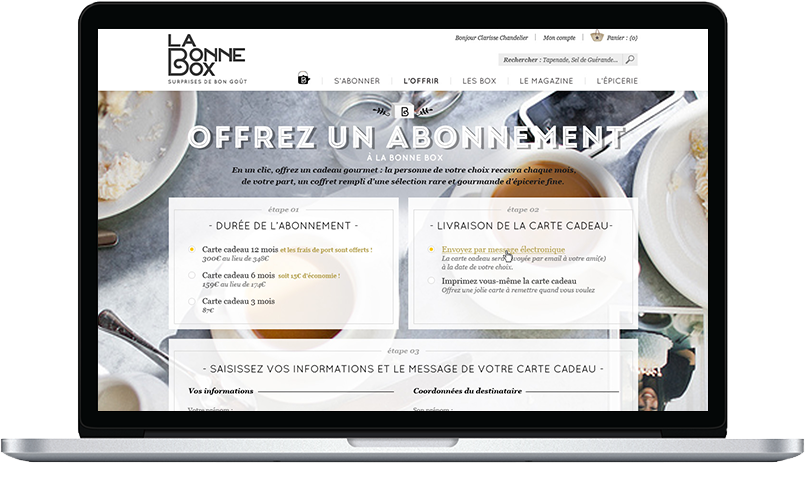 LA
BONNE
BOX
SURPRISES DE BON GOÛT
Bonjour Clarisse Chandelier | Mon compte | Panier : (0)
Rechercher : Tapenade, Sel de Guérande...
B
S'ABONNER | L'OFFRIR | LES BOX | LE MAGAZINE | L'ÉPICERIE
B
OFFREZ UN ABONNEMENT
À LA BONNE BOX
En un clic, offrez un cadeau gourmet : la personne de votre choix recevra chaque mois,
de votre part, un coffret rempli d'une sélection rare et gourmande d'épicerie fine.
étape 01
- DURÉE DE L'ABONNEMENT -
Carte cadeau 12 mois et les frais de port sont offerts !
300€ au lieu de 348€
Carte cadeau 6 mois soit 15€ d'économie !
159€ au lieu de 174€
Carte cadeau 3 mois
87€
étape 02
- LIVRAISON DE LA CARTE CADEAU-
Envoyez par message électronique
La carte cadeau sera envoyée par email à votre ami(e)
à la date de votre choix.
Imprimez vous-même la carte cadeau
Offrez une jolie carte à remettre quand vous voulez
étape 03
- SAISISSEZ VOS INFORMATIONS ET LE MESSAGE DE VOTRE CARTE CADEAU -
Vos informations
Coordonnées du destinataire
Votre prénom :
Son prénom :